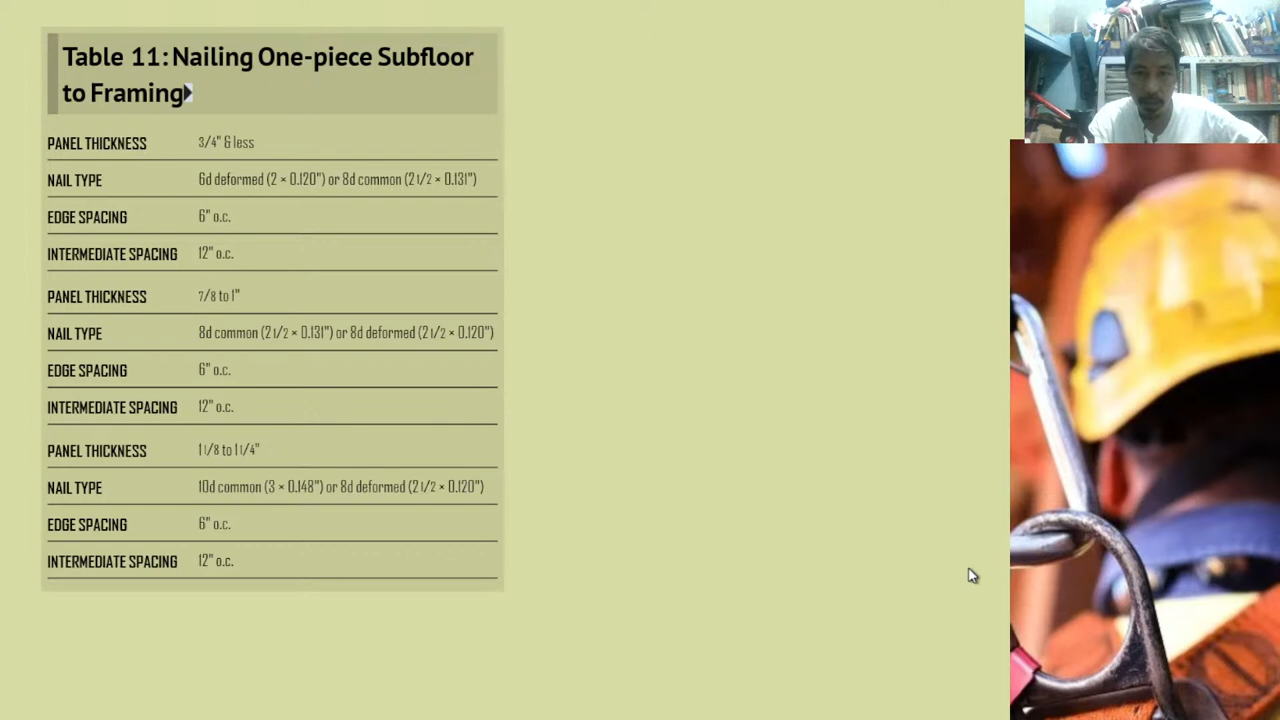 Table 11: Nailing One-piece Subfloor
to Framing
PANEL THICKNESS 3/4" & less
NAIL TYPE 6d deformed (2 × 0.120") or 8d common (2 1/2 × 0.131")
EDGE SPACING 6" o.c.
INTERMEDIATE SPACING 12" o.c.
PANEL THICKNESS 7/8 to 1"
NAIL TYPE 8d common (2 1/2 × 0.131") or 8d deformed (2 1/2 × 0.120")
EDGE SPACING 6" o.c.
INTERMEDIATE SPACING 12" o.c.
PANEL THICKNESS 1 1/8 to 1 1/4"
NAIL TYPE 10d common (3 × 0.148") or 8d deformed (2 1/2 × 0.120")
EDGE SPACING 6" o.c.
INTERMEDIATE SPACING 12" o.c.